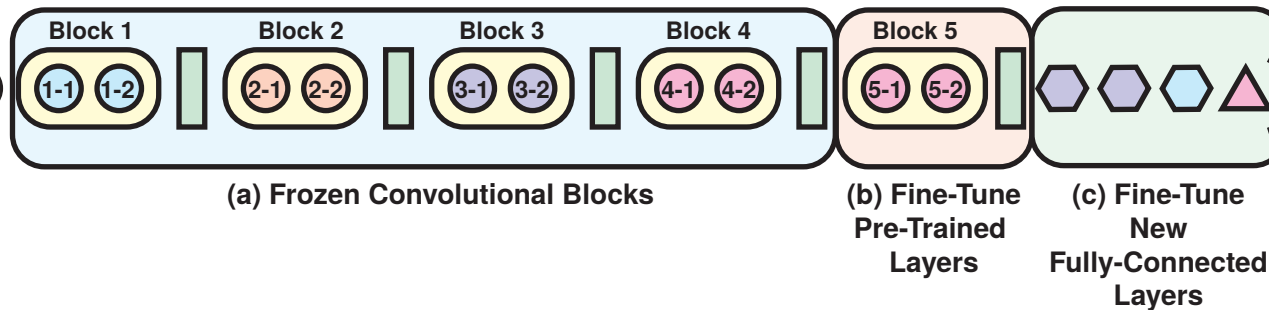 Block 1
Block 2
Block 3
Block 4
Block 5
1-1 1-2
2-1 2-2
3-1 3-2
4-1 4-2
5-1 5-2
(a) Frozen Convolutional Blocks
(b) Fine-Tune
Pre-Trained
Layers
(c) Fine-Tune
New
Fully-Connected
Layers